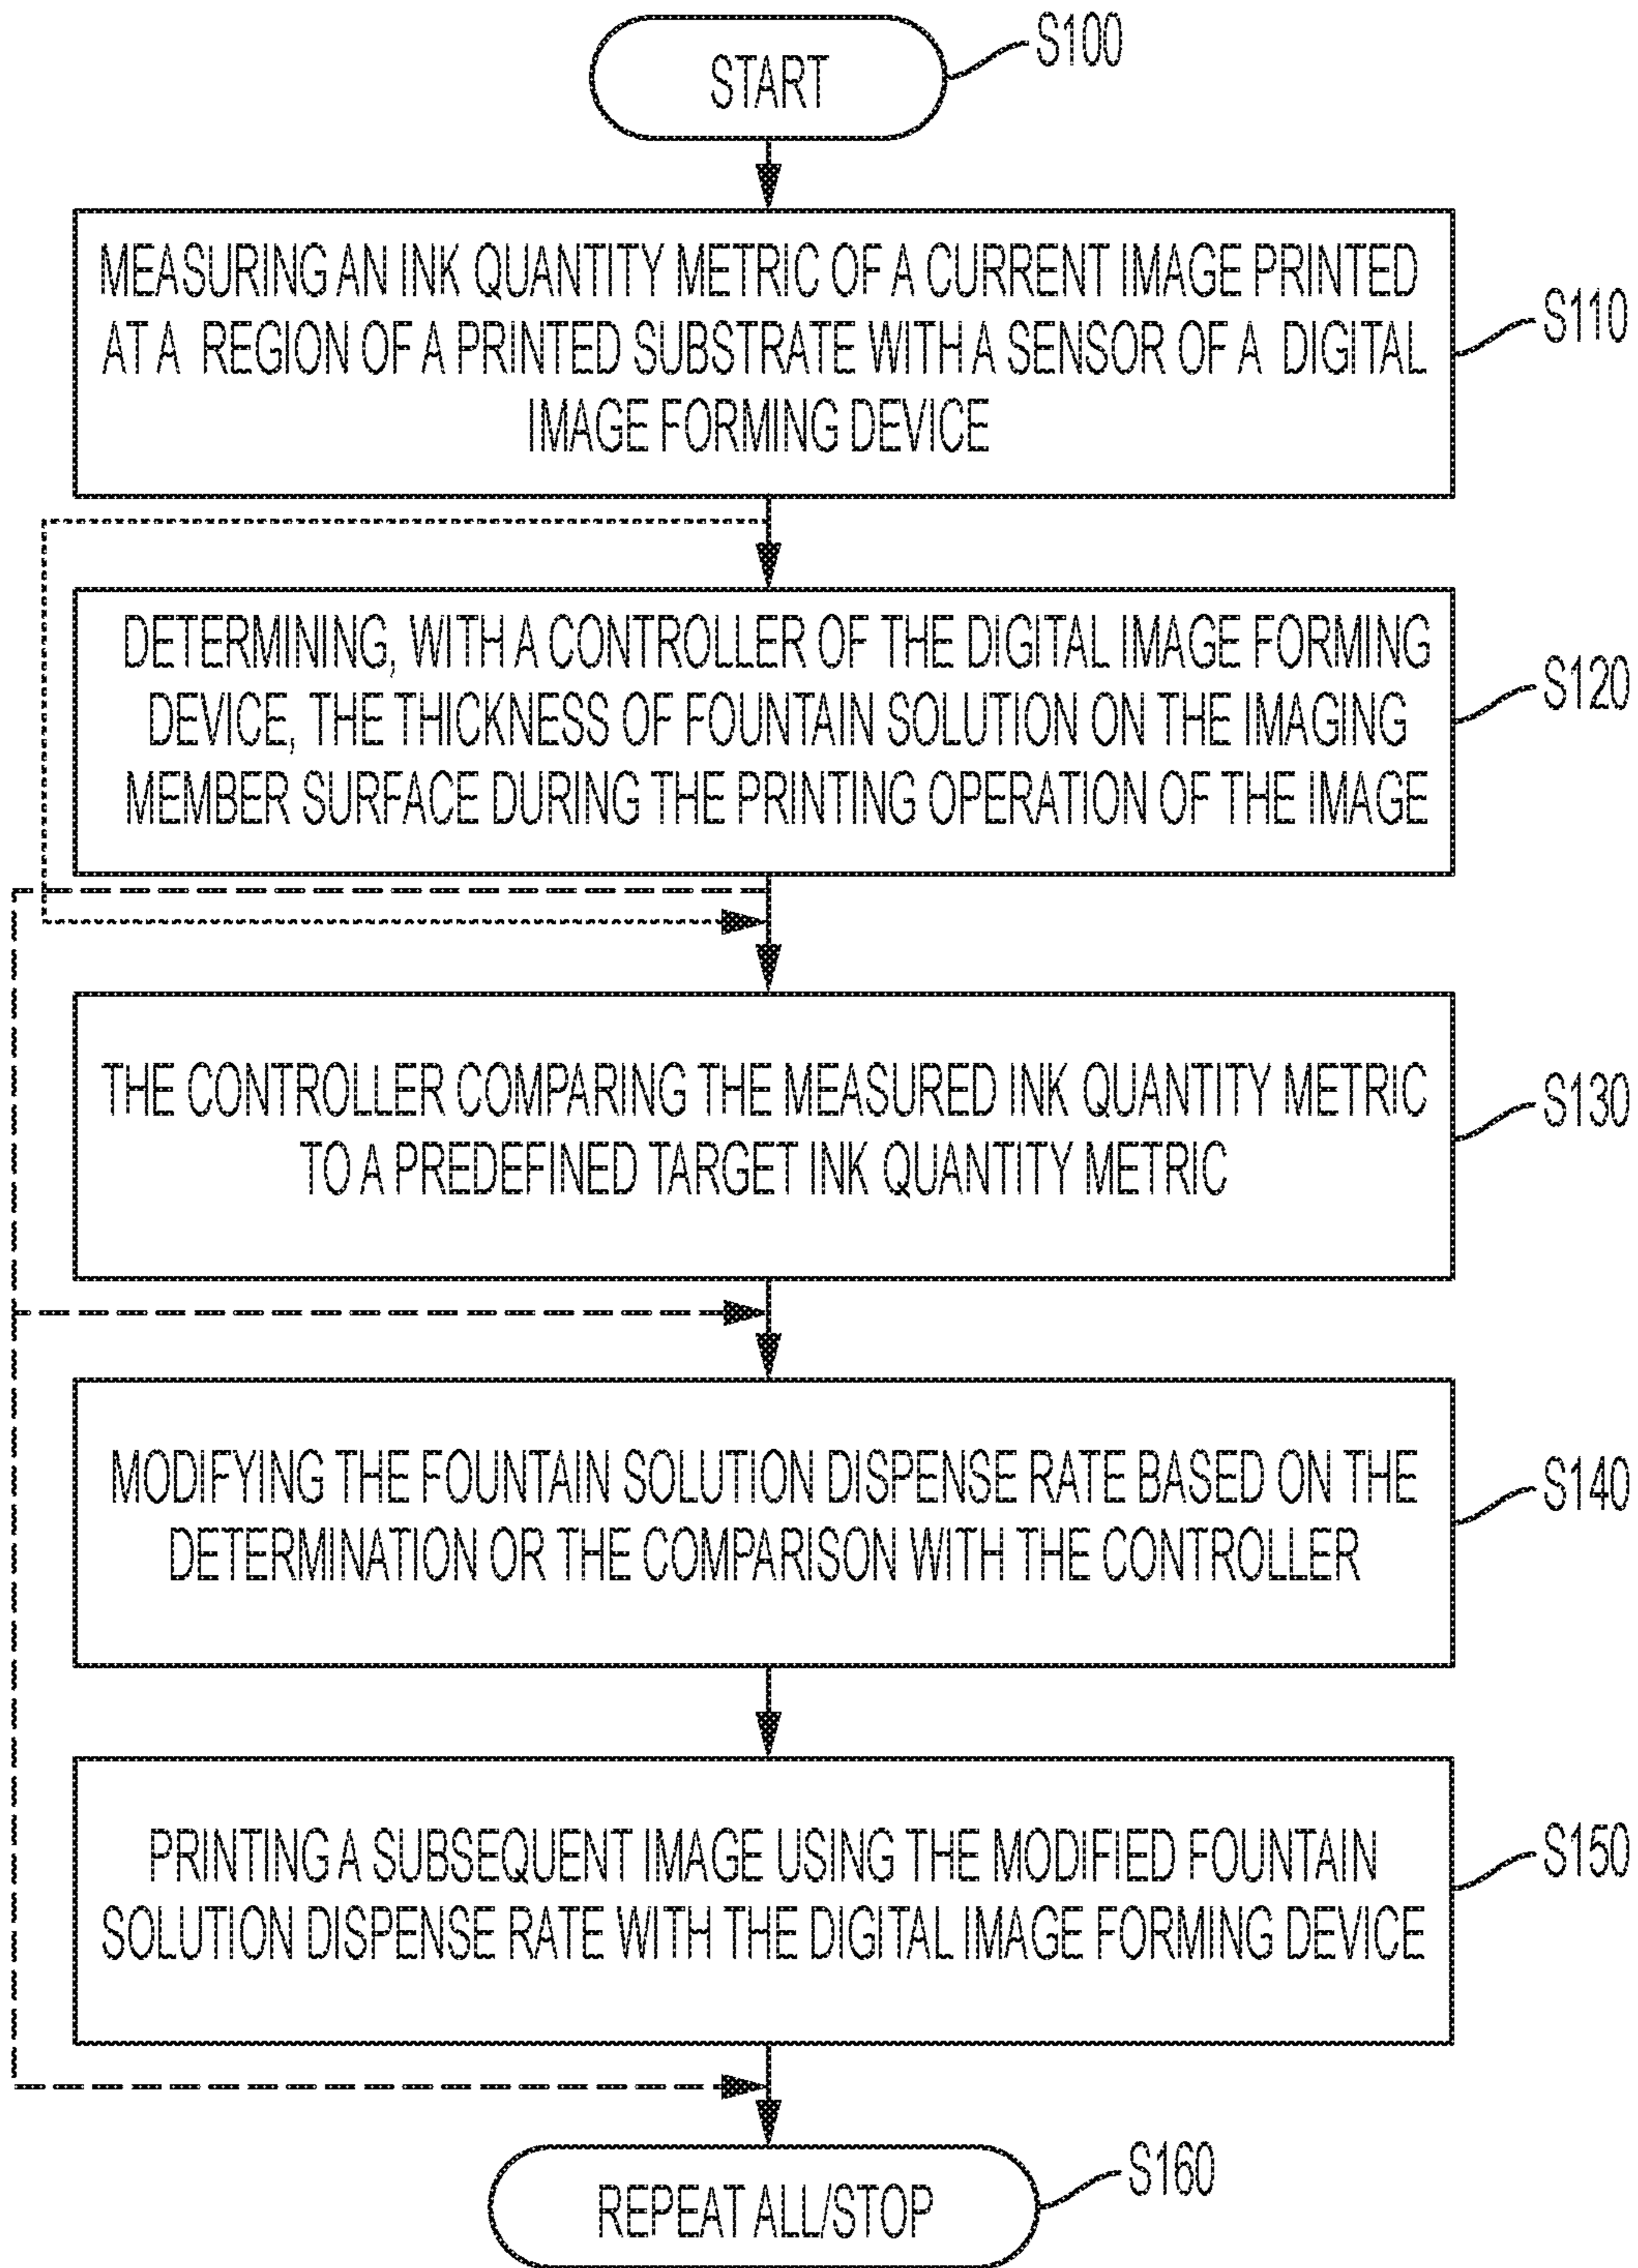 START
S100
MEASURING AN INK QUANTITY METRIC OF A CURRENT IMAGE PRINTED
AT A REGION OF A PRINTED SUBSTRATE WITH A SENSOR OF A DIGITAL
IMAGE FORMING DEVICE
S110
DETERMINING, WITH A CONTROLLER OF THE DIGITAL IMAGE FORMING
DEVICE, THE THICKNESS OF FOUNTAIN SOLUTION ON THE IMAGING
MEMBER SURFACE DURING THE PRINTING OPERATION OF THE IMAGE
S120
THE CONTROLLER COMPARING THE MEASURED INK QUANTITY METRIC
TO A PREDEFINED TARGET INK QUANTITY METRIC
S130
MODIFYING THE FOUNTAIN SOLUTION DISPENSE RATE BASED ON THE
DETERMINATION OR THE COMPARISON WITH THE CONTROLLER
S140
PRINTING A SUBSEQUENT IMAGE USING THE MODIFIED FOUNTAIN
SOLUTION DISPENSE RATE WITH THE DIGITAL IMAGE FORMING DEVICE
S150
REPEAT ALL/STOP
S160